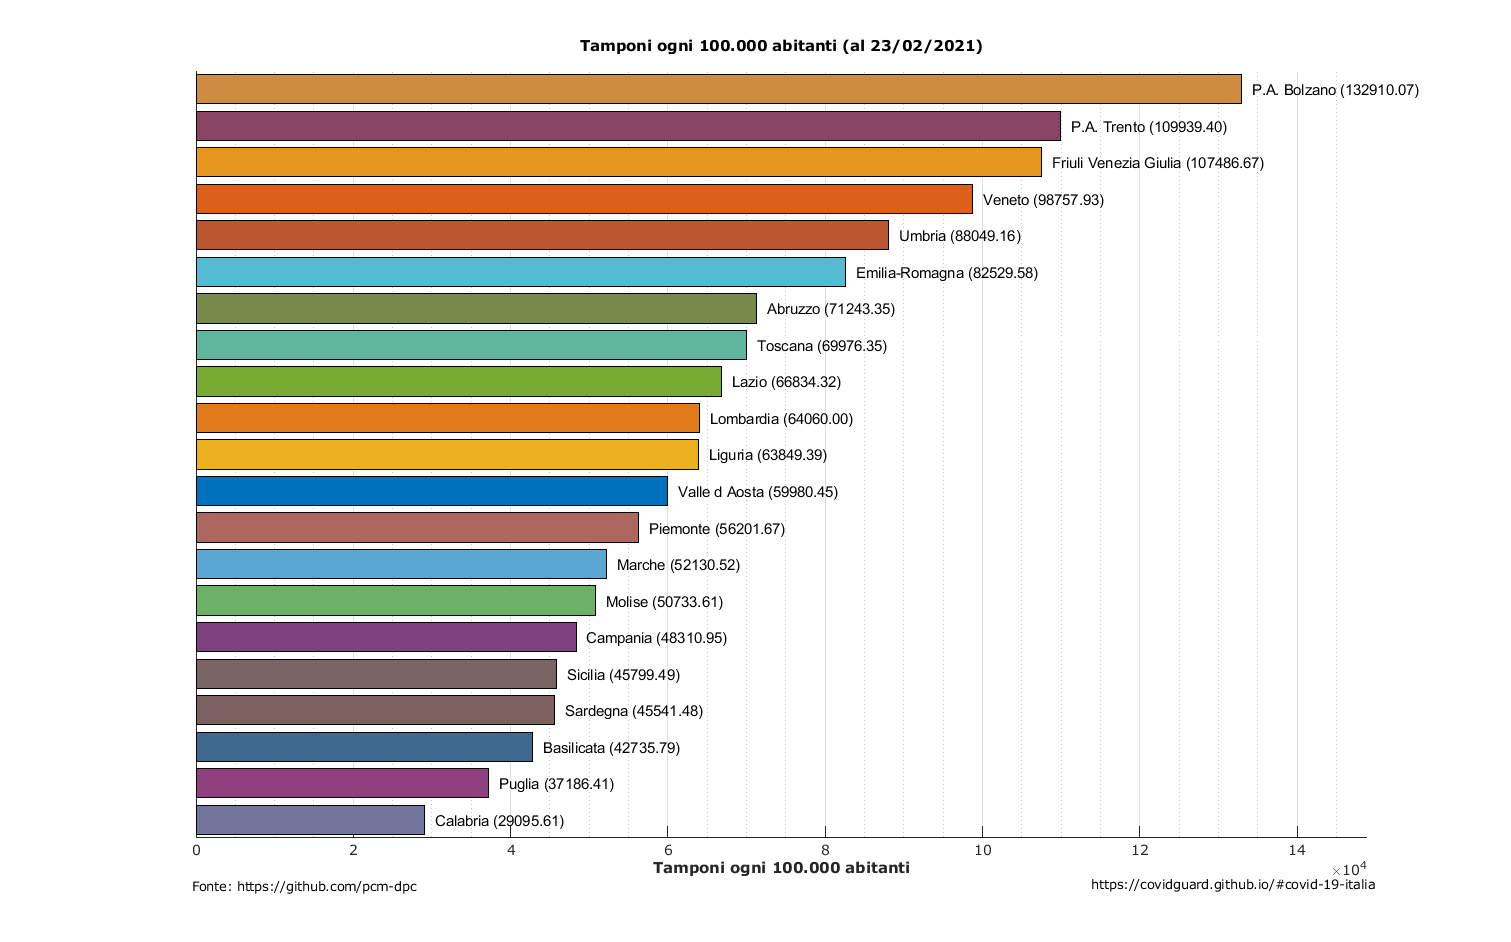 Tamponi ogni 100.000 abitanti (al 23/02/2021)
P.A. Bolzano (132910.07)
P.A. Trento (109939.40)
Friuli Venezia Giulia (107486.67)
Veneto (98757.93)
Umbria (88049.16)
Emilia-Romagna (82529.58)
Abruzzo (71243.35)
Toscana (69976.35)
Lazio (66834.32)
Lombardia (64060.00)
Liguria (63849.39)
Valle d Aosta (59980.45)
Piemonte (56201.67)
Marche (52130.52)
Molise (50733.61)
Campania (48310.95)
Sicilia (45799.49)
Sardegna (45541.48)
Basilicata (42735.79)
Puglia (37186.41)
Calabria (29095.61)
0 2 4 6 8 10 12 14
×10⁴
Tamponi ogni 100.000 abitanti
Fonte: https://github.com/pcm-dpc
https://covidguard.github.io/#covid-19-italia